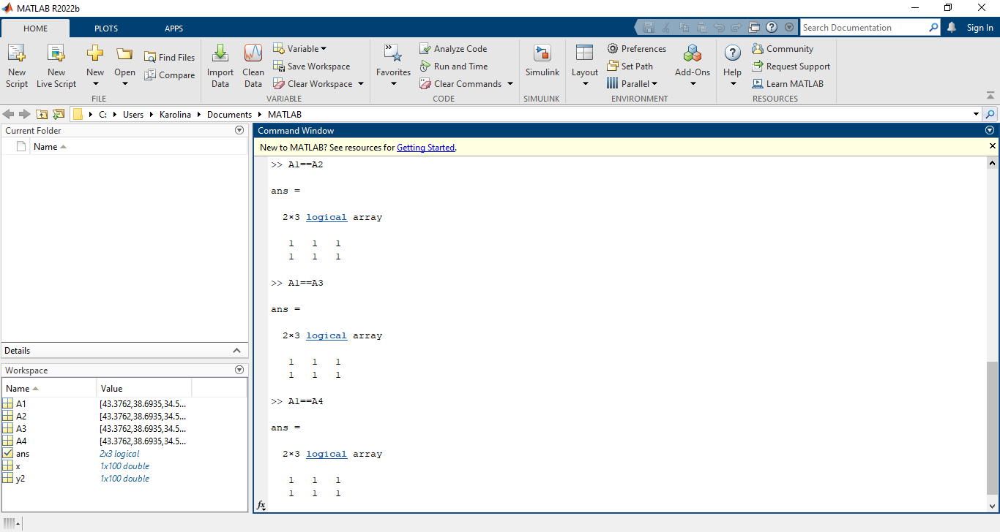 MATLAB R2022b
HOME PLOTS APPS Search Documentation Sign In
New Script
New Live Script
New
Open
Find Files
Compare
FILE
Import Data
Clean Data
Variable
Save Workspace
Clear Workspace
VARIABLE
Favorites
Analyze Code
Run and Time
Clear Commands
CODE
Simulink
SIMULINK
Layout
Preferences
Set Path
Parallel
Add-Ons
ENVIRONMENT
Help
Community
Request Support
Learn MATLAB
RESOURCES
C: Users Karolina Documents MATLAB
Current Folder
Name
Details
Workspace
Name Value
A1 [43.3762,38.6935,34.5...
A2 [43.3762,38.6935,34.5...
A3 [43.3762,38.6935,34.5...
A4 [43.3762,38.6935,34.5...
ans 2x3 logical
x 1x100 double
y2 1x100 double
Command Window
New to MATLAB? See resources for Getting Started.
>> A1==A2
ans =
2×3 logical array
1 1 1
1 1 1
>> A1==A3
ans =
2×3 logical array
1 1 1
1 1 1
>> A1==A4
ans =
2×3 logical array
1 1 1
1 1 1
fx